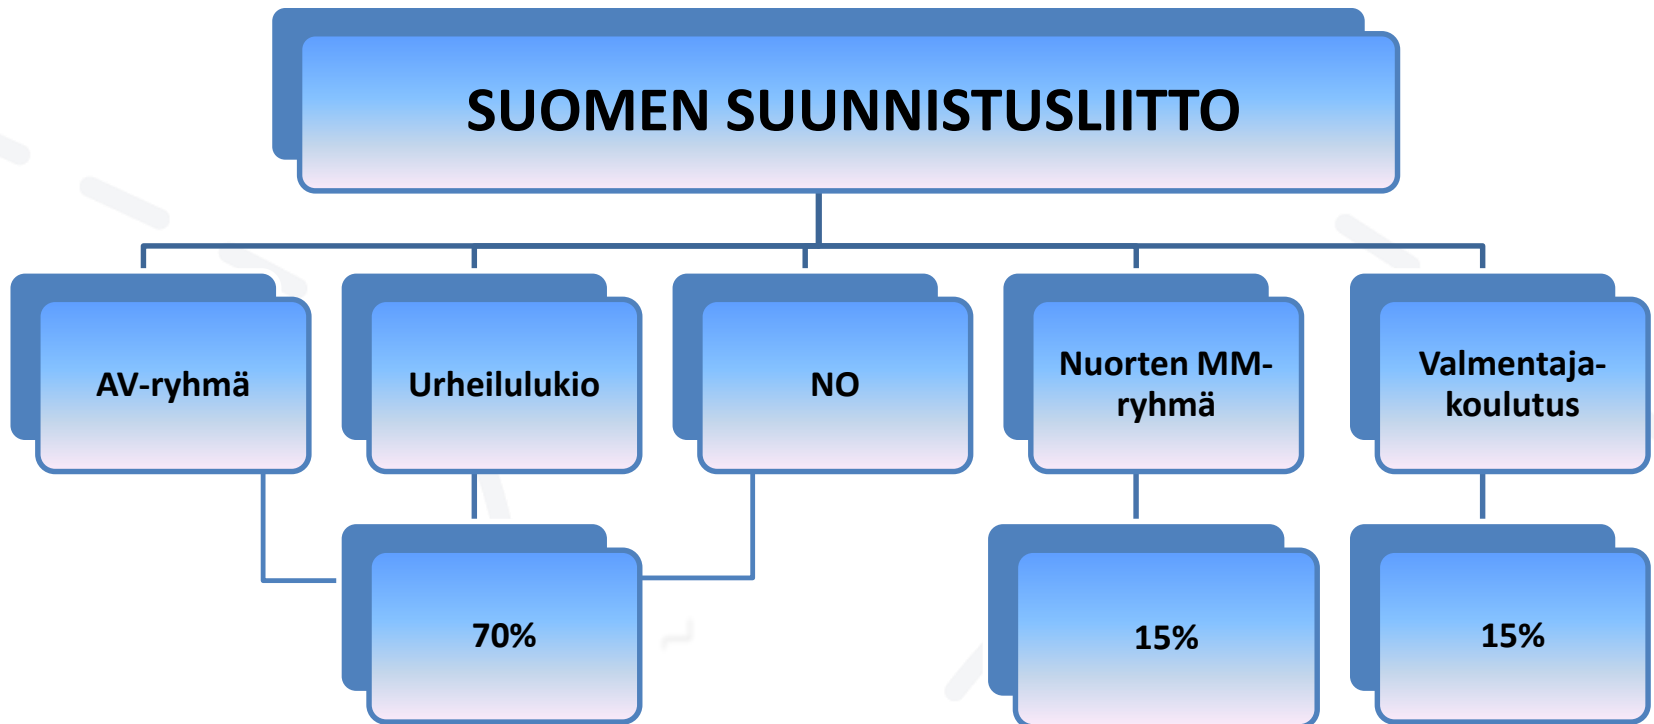 SUOMEN SUUNNISTUSLIITTO
AV-ryhmä
Urheilulukio
NO
Nuorten MM-
ryhmä
Valmentaja-
koulutus
70%
15%
15%